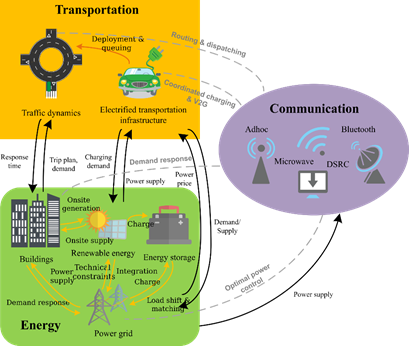 Transportation
Deployment &
queuing
Routing & dispatching
Coordinated charging
& V2G
Traffic dynamics
Electrified transportation
infrastructure
Communication
Adhoc
Bluetooth
Microwave
DSRC
Response
time
Trip plan,
demand
Charging
demand
Power supply
Power
price
Demand response
Demand/
Supply
Onsite
generation
Charge
Onsite supply
Renewable energy
Buildings
Energy storage
Power
supply
Technical
constraints
Integration
Charge
Demand response
Load shift &
matching
Optimal power
control
Power supply
Energy
Power grid